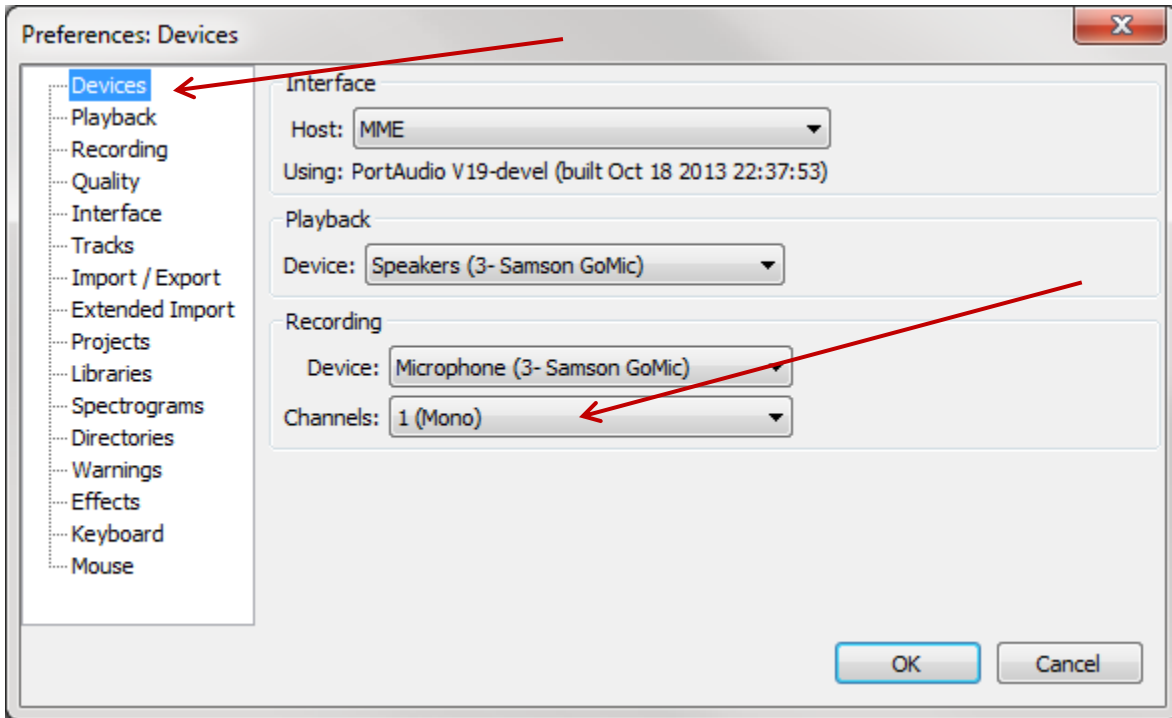 Preferences: Devices
Devices
Playback
Recording
Quality
Interface
Tracks
Import / Export
Extended Import
Projects
Libraries
Spectrograms
Directories
Warnings
Effects
Keyboard
Mouse
Interface
Host: MME
Using: PortAudio V19-devel (built Oct 18 2013 22:37:53)
Playback
Device: Speakers (3- Samson GoMic)
Recording
Device: Microphone (3- Samson GoMic)
Channels: 1 (Mono)
OK Cancel